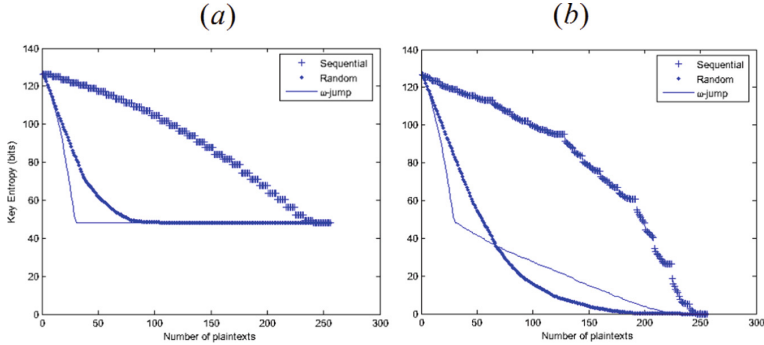 (a)
140
120
100
80
60
40
20
0
Key Entropy (bits)
0 50 100 150 200 250 300
Number of plaintexts
Sequential
Random
ω-jump
(b)
140
120
100
80
60
40
20
0
0 50 100 150 200 250 300
Number of plaintexts
Sequential
Random
ω-jump